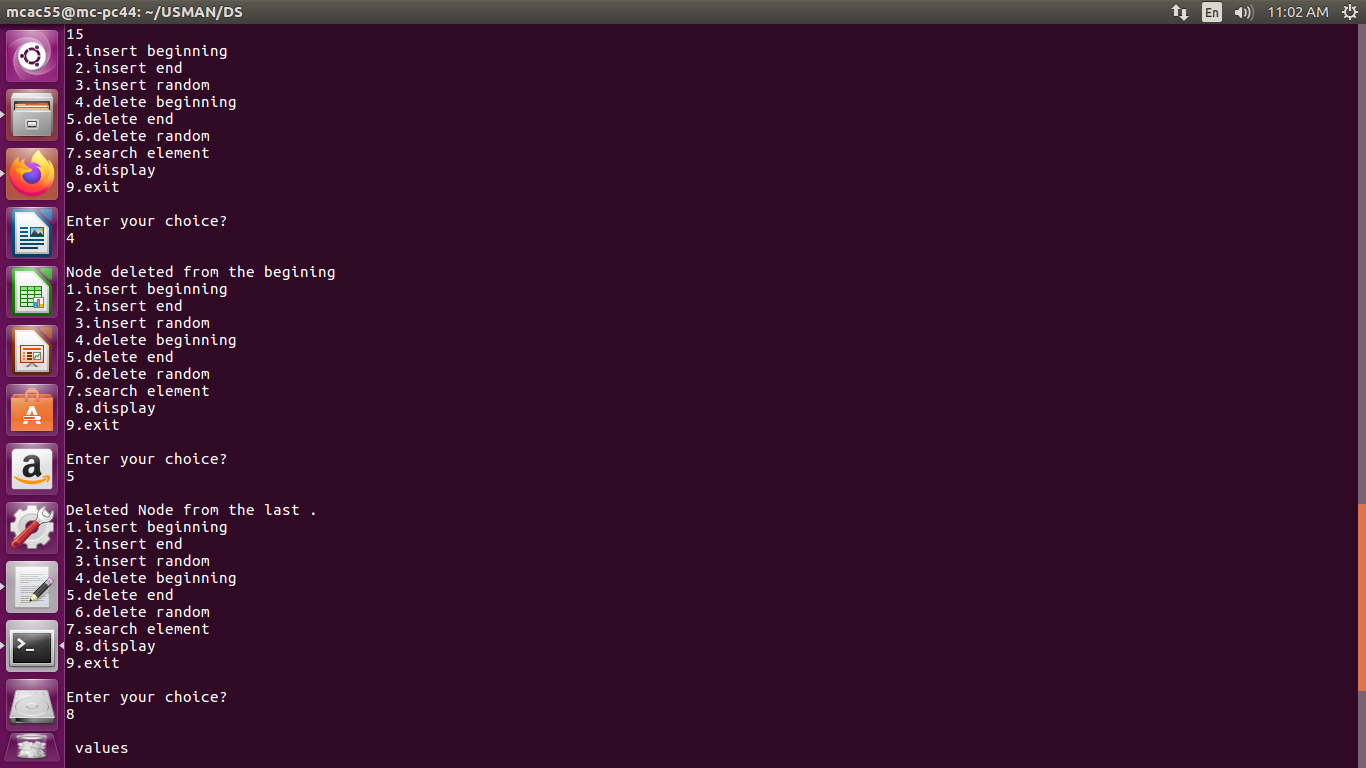 mcac55@mc-pc44: ~/USMAN/DS
En
11:02 AM
15
1.insert beginning
2.insert end
3.insert random
4.delete beginning
5.delete end
6.delete random
7.search element
8.display
9.exit
Enter your choice?
4
Node deleted from the begining
1.insert beginning
2.insert end
3.insert random
4.delete beginning
5.delete end
6.delete random
7.search element
8.display
9.exit
Enter your choice?
5
Deleted Node from the last .
1.insert beginning
2.insert end
3.insert random
4.delete beginning
5.delete end
6.delete random
7.search element
8.display
9.exit
Enter your choice?
8
values